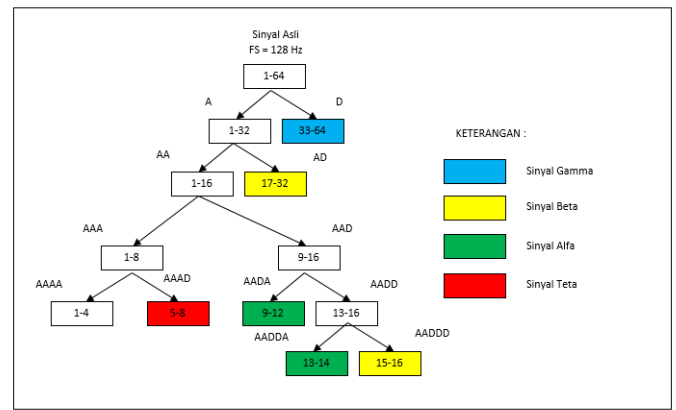 Sinyal Asli
FS = 128 Hz
1-64
A
D
1-32
33-64
KETERANGAN :
AA
AD
1-16
17-32
Sinyal Gamma
Sinyal Beta
AAA
AAD
1-8
9-16
Sinyal Alfa
AAAA
AAAD
AADA
AADD
Sinyal Teta
1-4
5-8
9-12
13-16
AADDA
AADDD
13-14
15-16